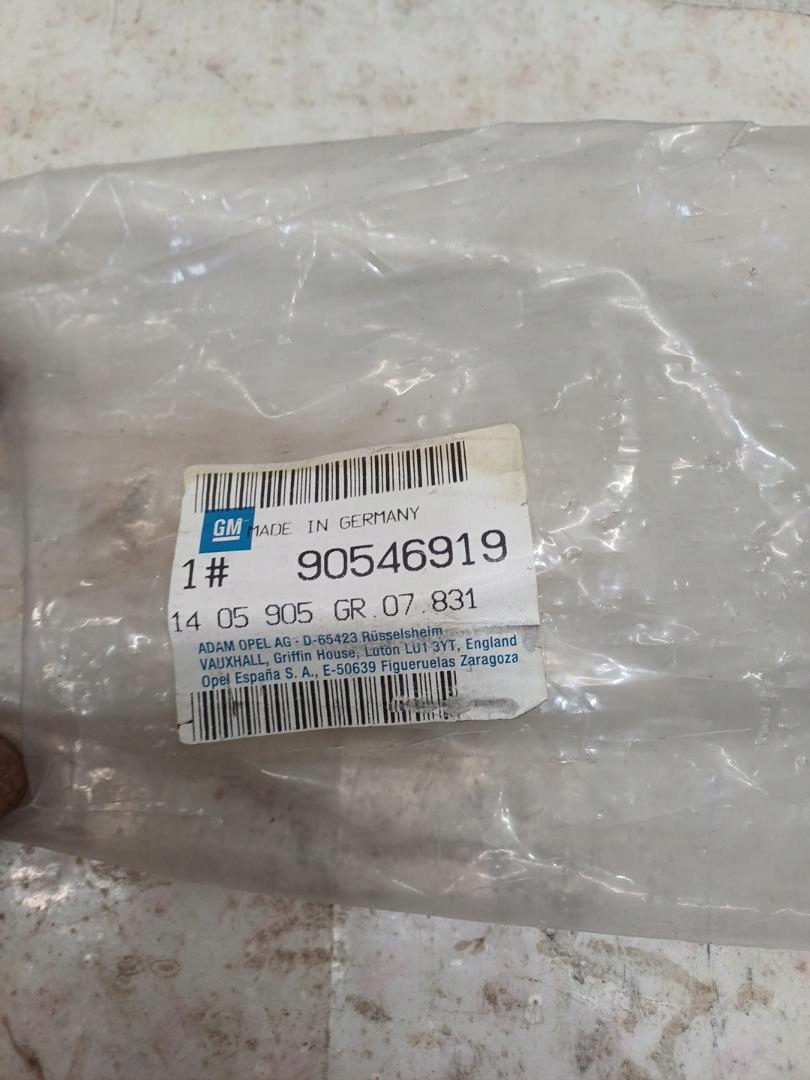 GM MADE IN GERMANY
1# 90546919
14 05 905 GR.07.831
ADAM OPEL AG - D-65423 Rüsselsheim
VAUXHALL, Griffin House, Luton LU1 3YT, England
Opel España S. A., E-50639 Figueruelas Zaragoza